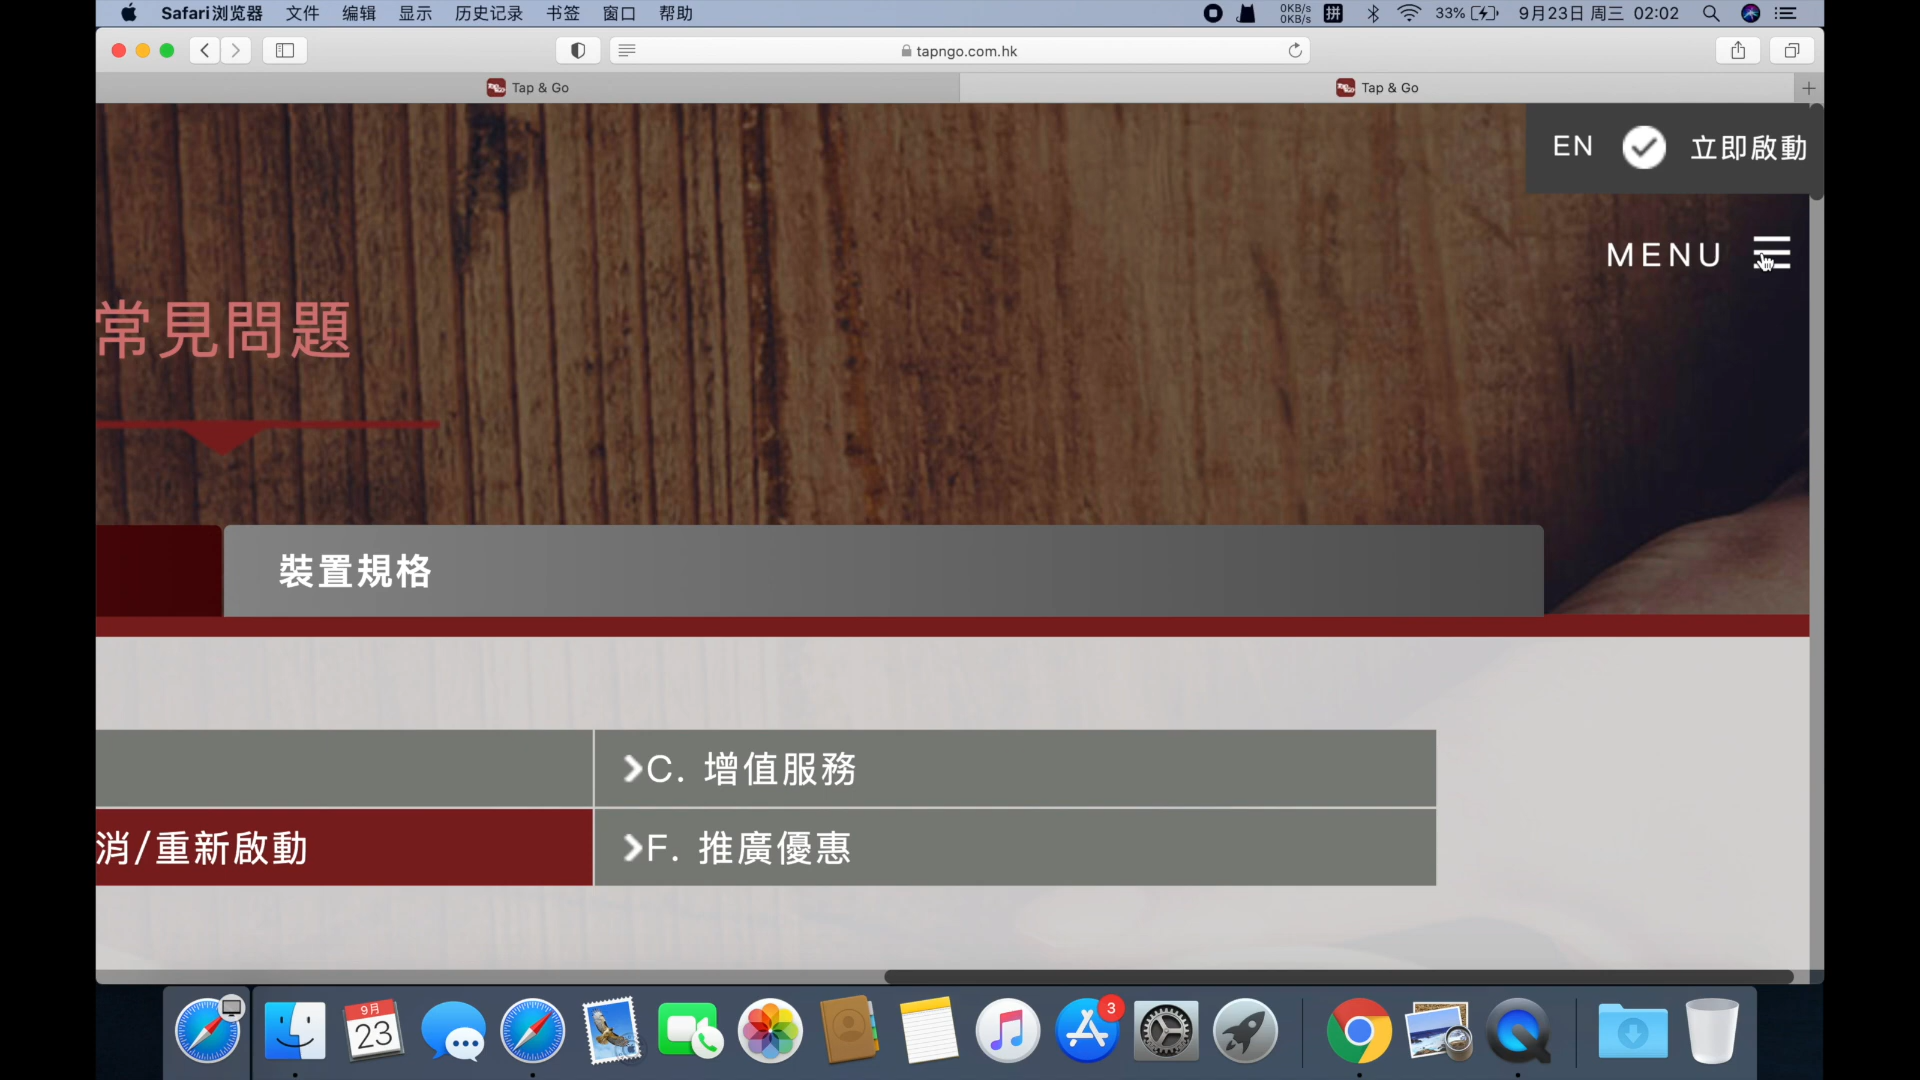 Safari浏览器 文件 编辑 显示 历史记录 书签 窗口 帮助 0KB/s 0KB/s 拼 33% 9月23日 周三 02:02
tapngo.com.hk
Tap & Go Tap & Go
EN 立即啟動
MENU
常見問題
裝置規格
C. 增值服務
消/重新啟動 F. 推廣優惠
9月
23
3